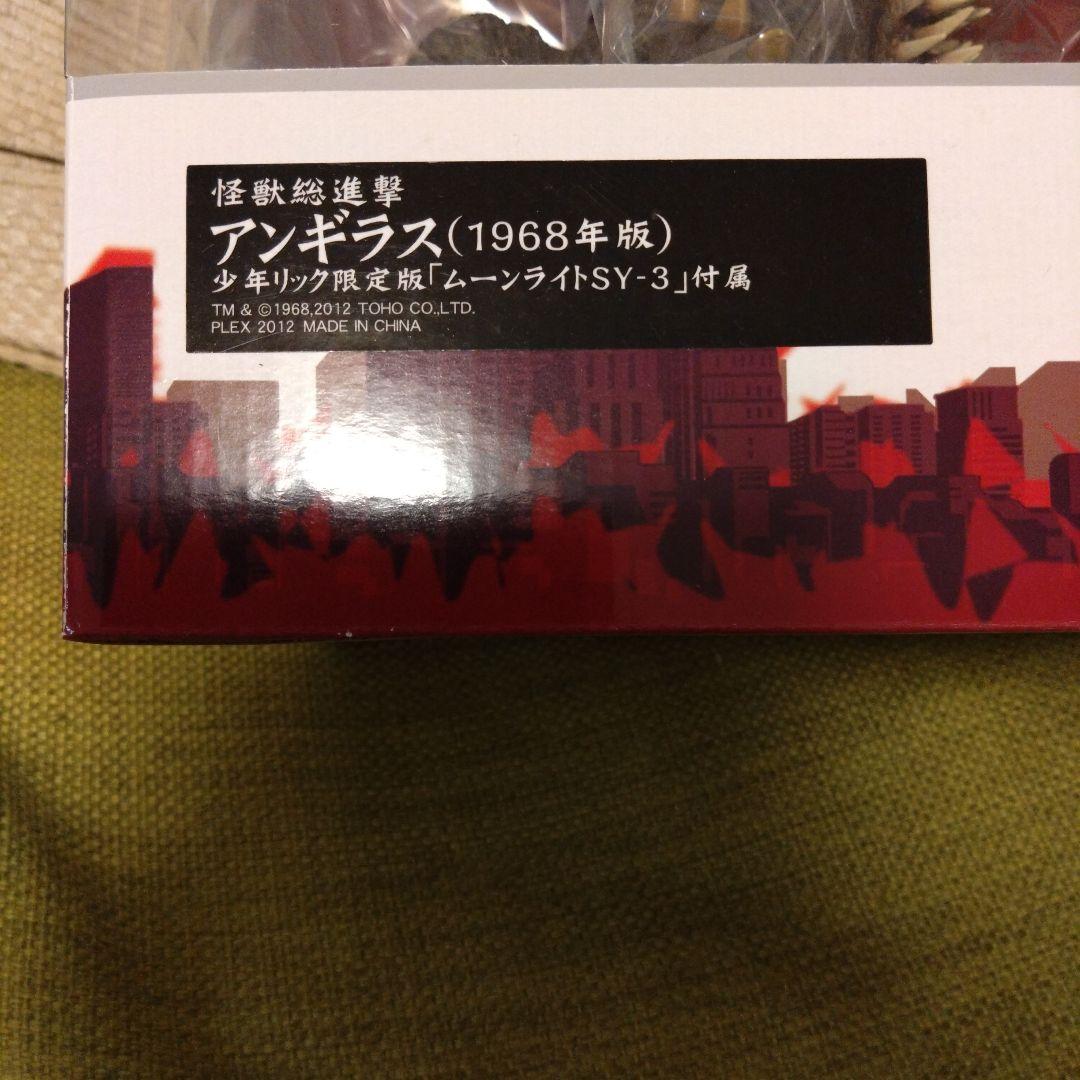 怪獣総進撃
アンギラス(1968年版)
少年リック限定版「ムーンライトSY-3」付属
TM & ©1968,2012 TOHO CO.,LTD.
PLEX 2012 MADE IN CHINA